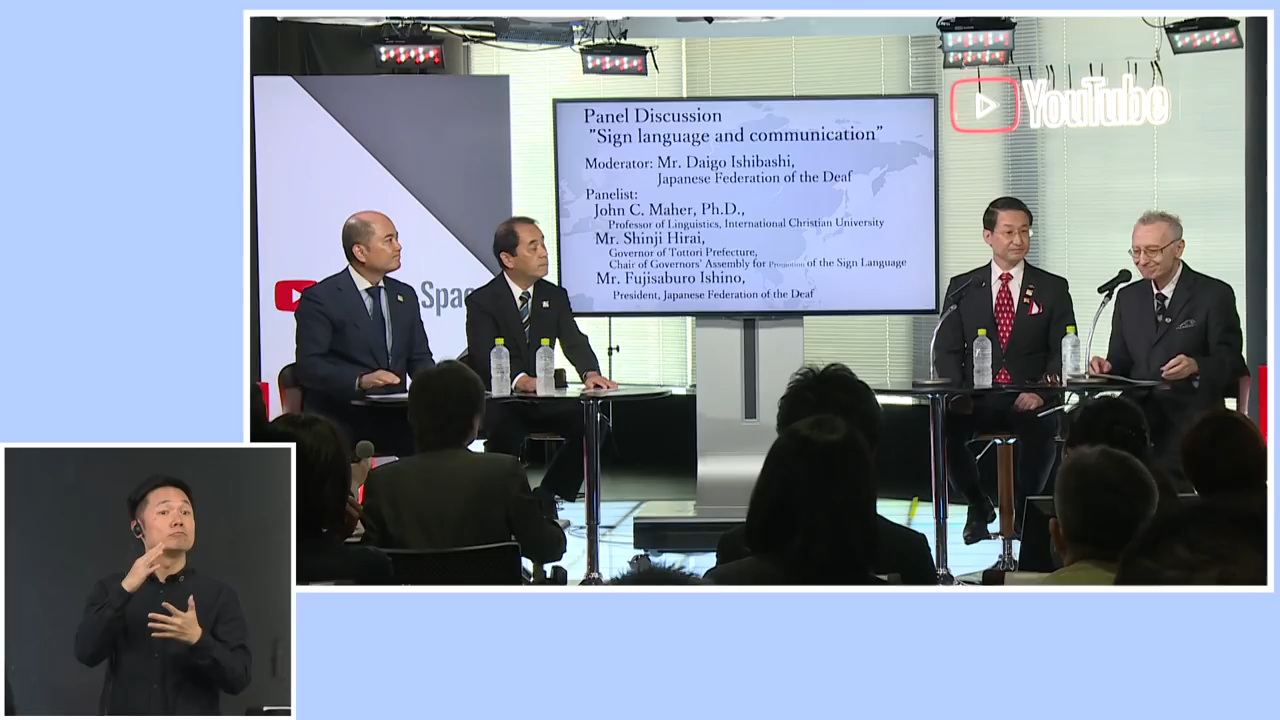 Panel Discussion
"Sign language and communication"
Moderator: Mr. Daigo Ishibashi,
Japanese Federation of the Deaf
Panelist:
John C. Maher, Ph.D.,
Professor of Linguistics, International Christian University
Mr. Shinji Hirai,
Governor of Tottori Prefecture,
Chair of Governors' Assembly for Promotion of the Sign Language
Mr. Fujisaburo Ishino,
President, Japanese Federation of the Deaf
YouTube
Spac